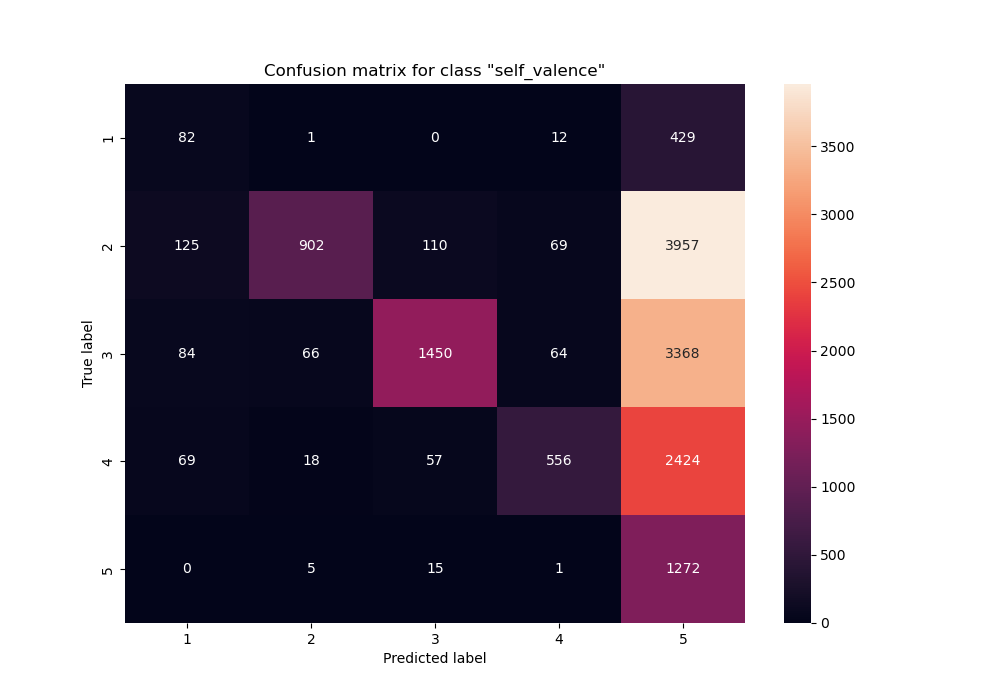 Confusion matrix for class "self_valence"
1 82 1 0 12 429
2 125 902 110 69 3957
3 84 66 1450 64 3368
4 69 18 57 556 2424
5 0 5 15 1 1272
1 2 3 4 5
Predicted label
True label
3500
3000
2500
2000
1500
1000
500
0